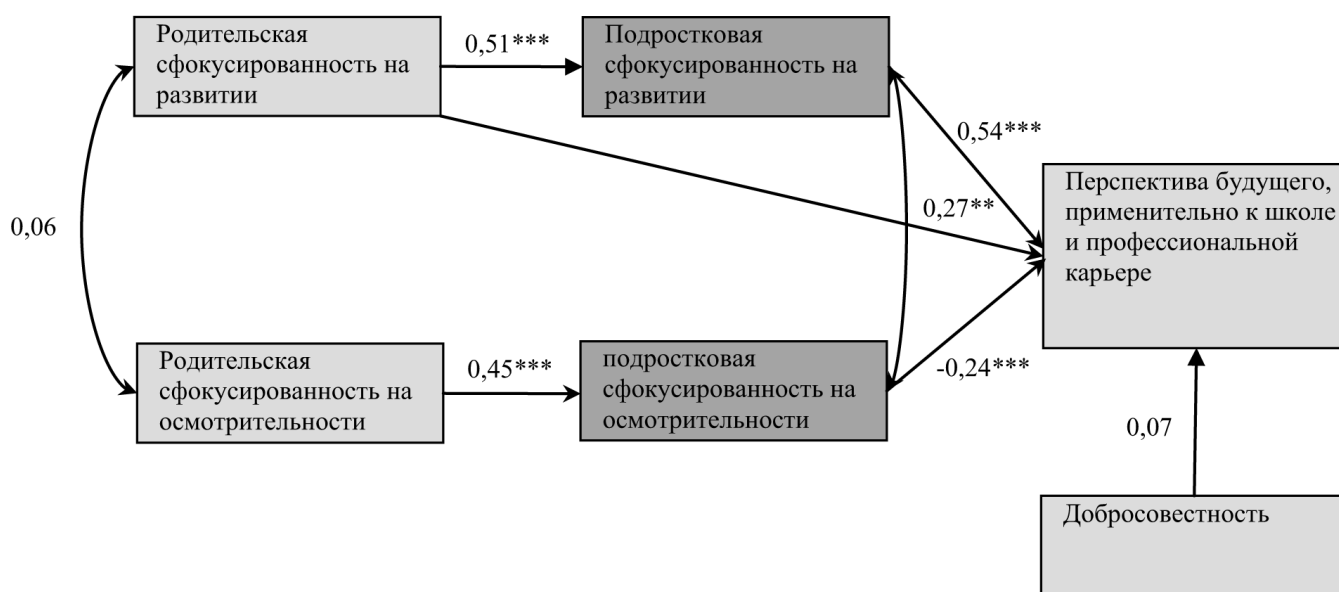 Родительская
сфокусированность на
развитии
0,51***
Подростковая
сфокусированность на
развитии
0,54***
0,27**
Перспектива будущего,
применительно к школе
и профессиональной
карьере
0,06
Родительская
сфокусированность на
осмотрительности
0,45***
подростковая
сфокусированность на
осмотрительности
-0,24***
0,07
Добросовестность